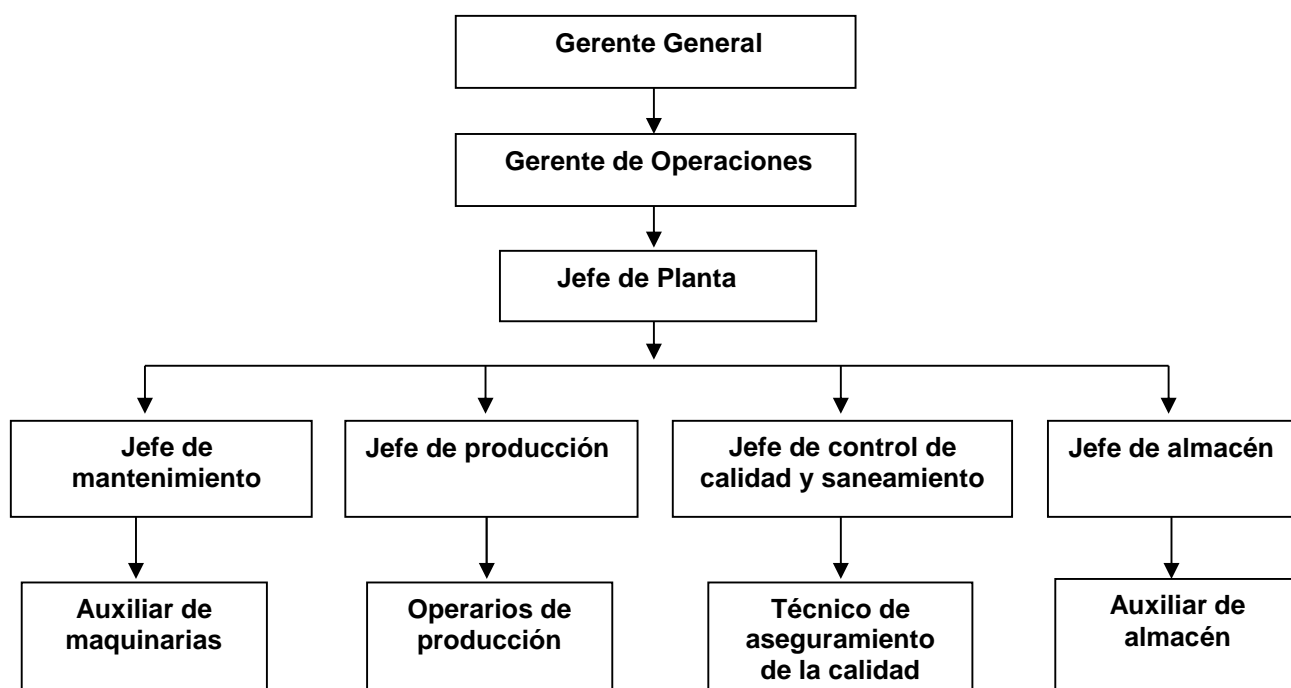 Gerente General
Gerente de Operaciones
Jefe de Planta
Jefe de
mantenimiento
Jefe de producción
Jefe de control de
calidad y saneamiento
Jefe de almacén
Auxiliar de
maquinarias
Operarios de
producción
Técnico de
aseguramiento
de la calidad
Auxiliar de
almacén